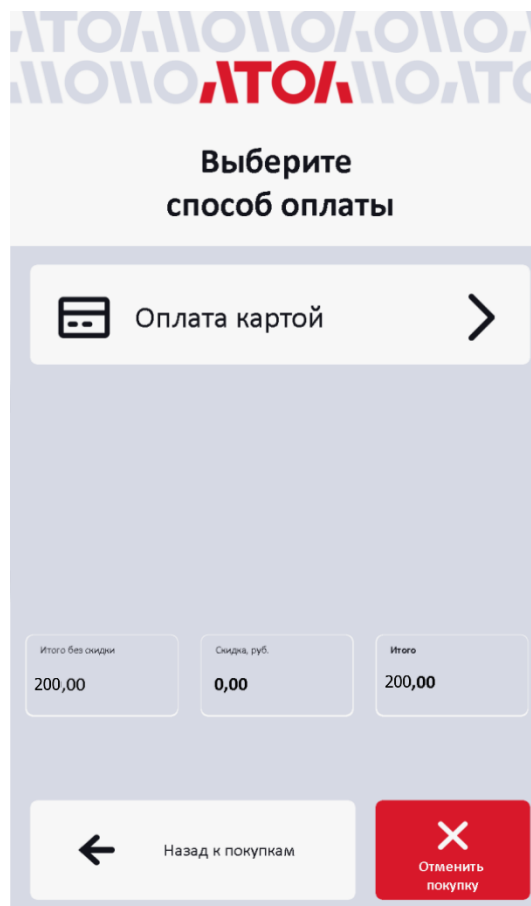 АТОЛ
Выберите
способ оплаты
Оплата картой
Итого без скидки
Скидка, руб.
Итого
200,00
0,00
200,00
Назад к покупкам
Отменить
покупку